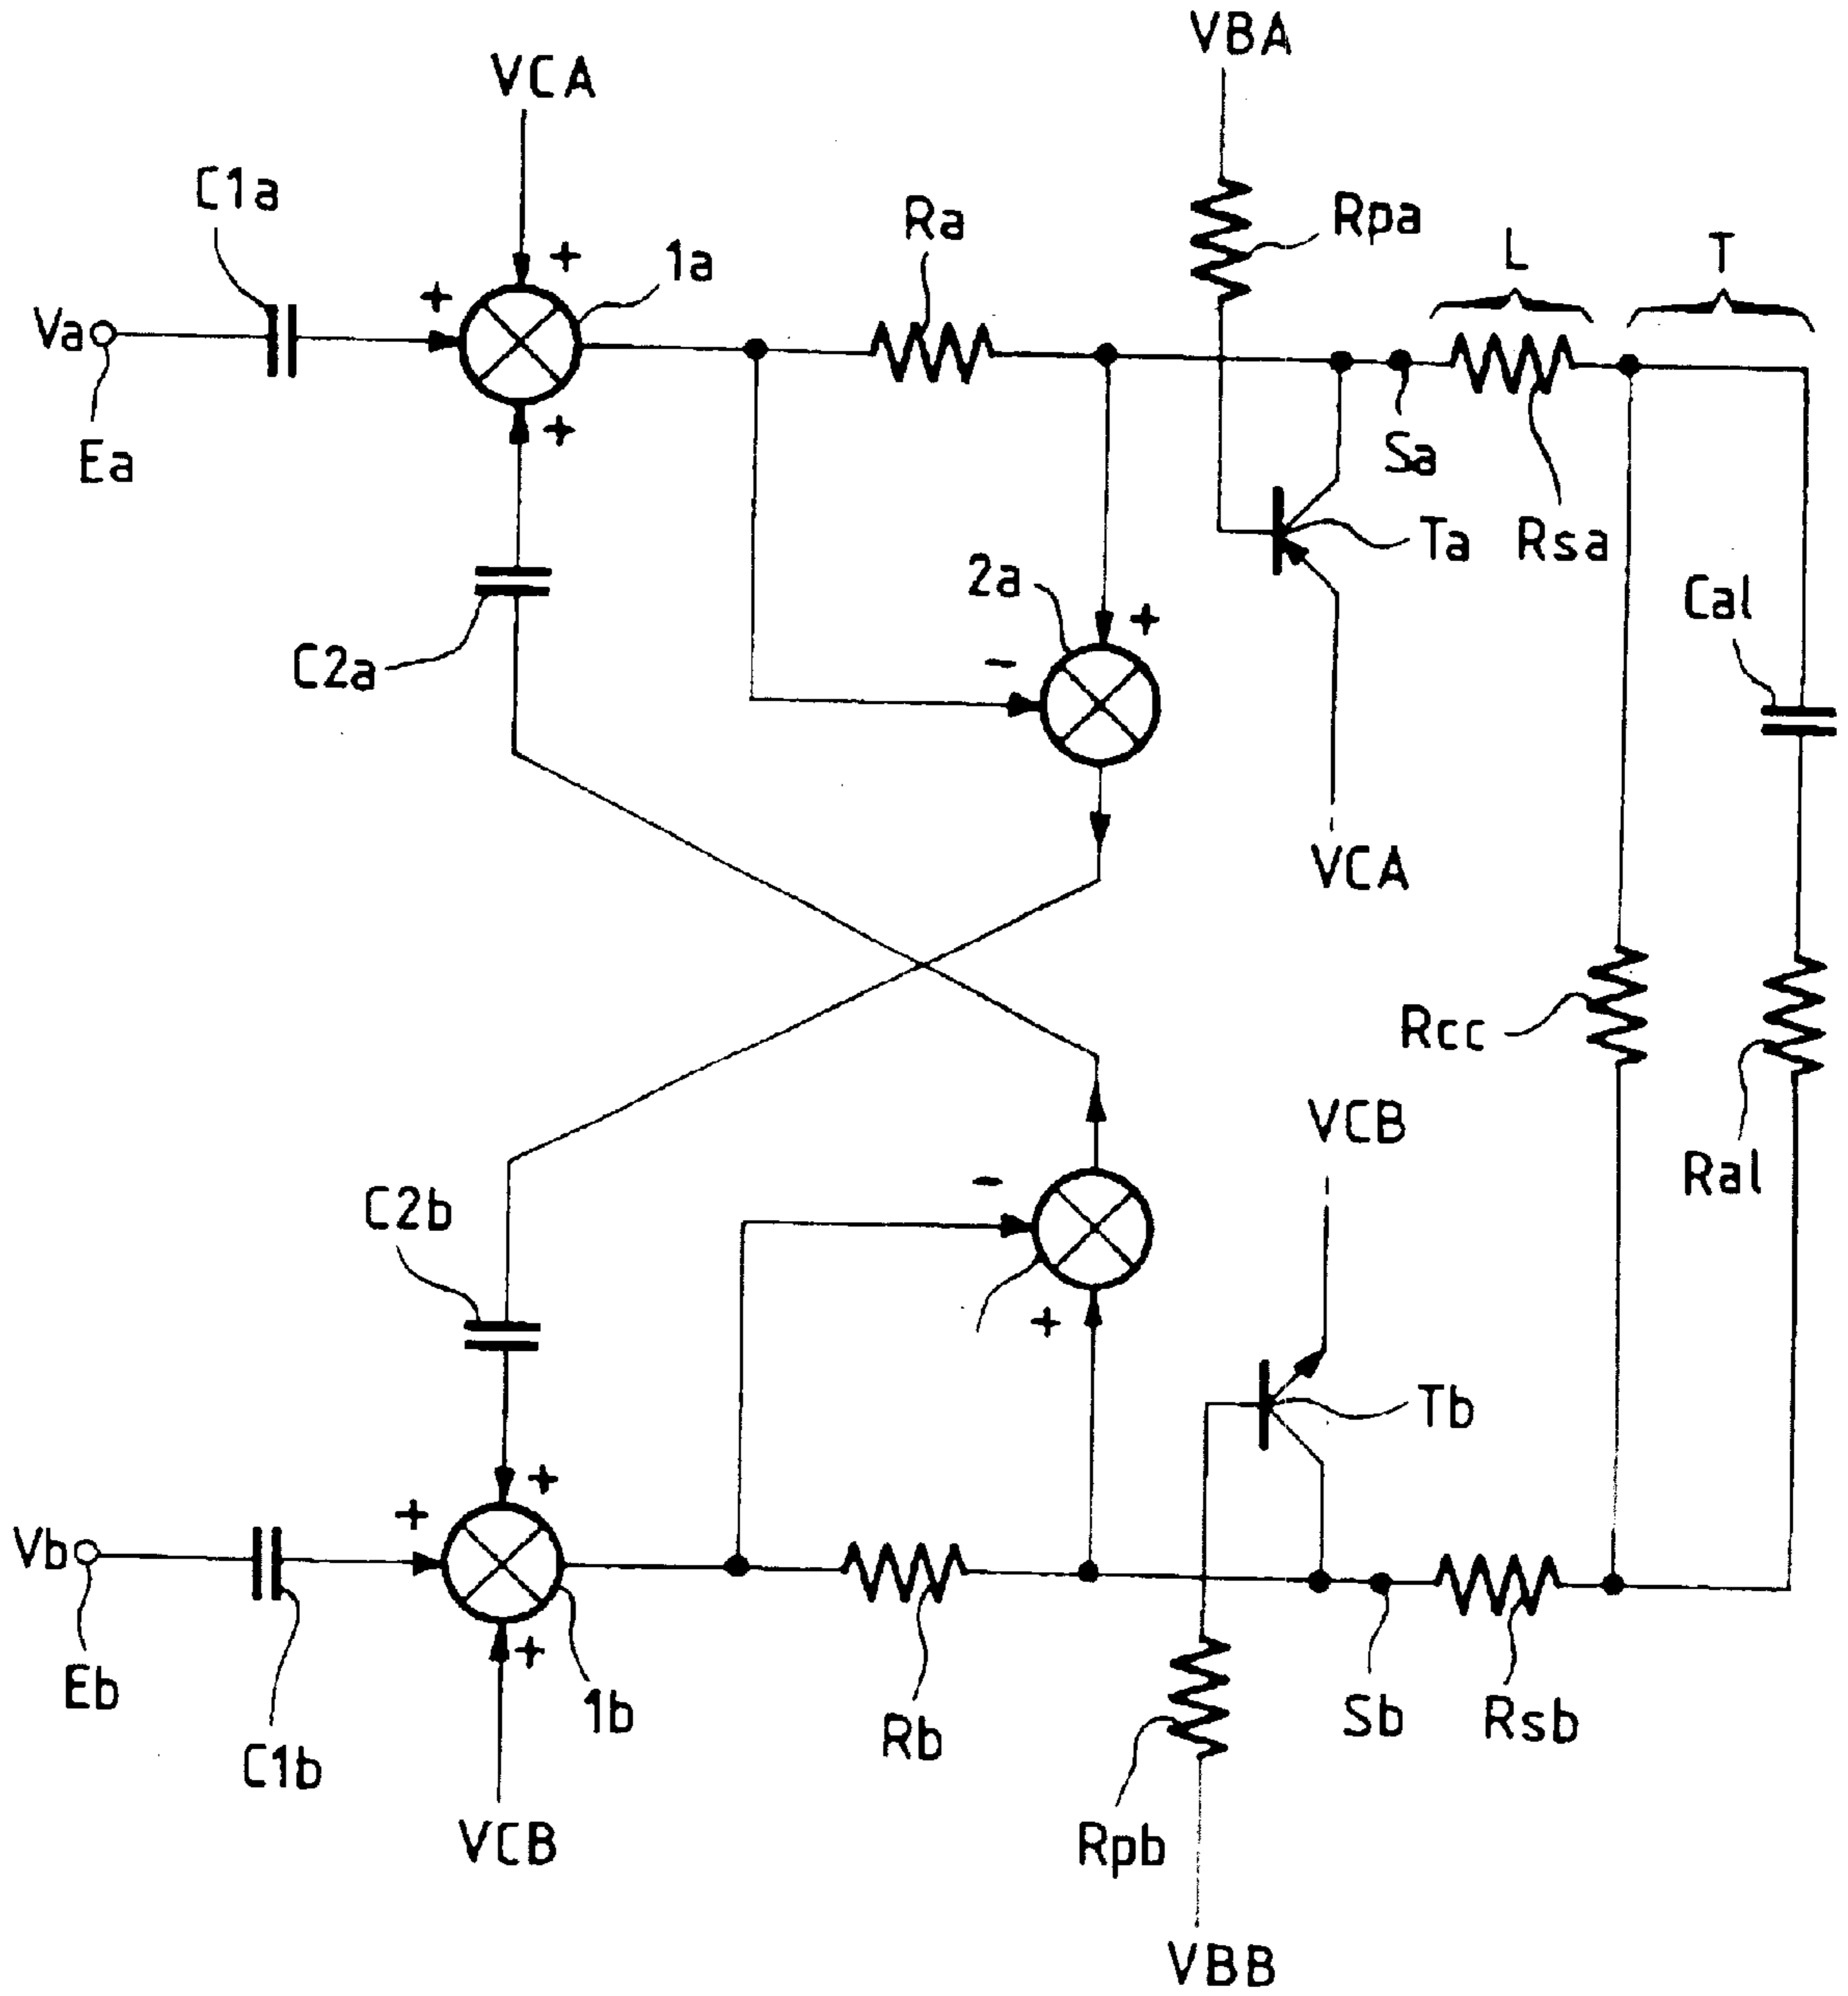 VBA
VCA
C1a
Ra
Rpa
L
T
+
1a
+
Va
Ea
+
Sa
Ta
Rsa
2a
+
Cal
C2a
-
VCA
Rcc
VCB
Ral
C2b
-
+
Tb
+
+
Vb
+
Eb
1b
Rb
Sb
Rsb
C1b
VCB
Rpb
VBB